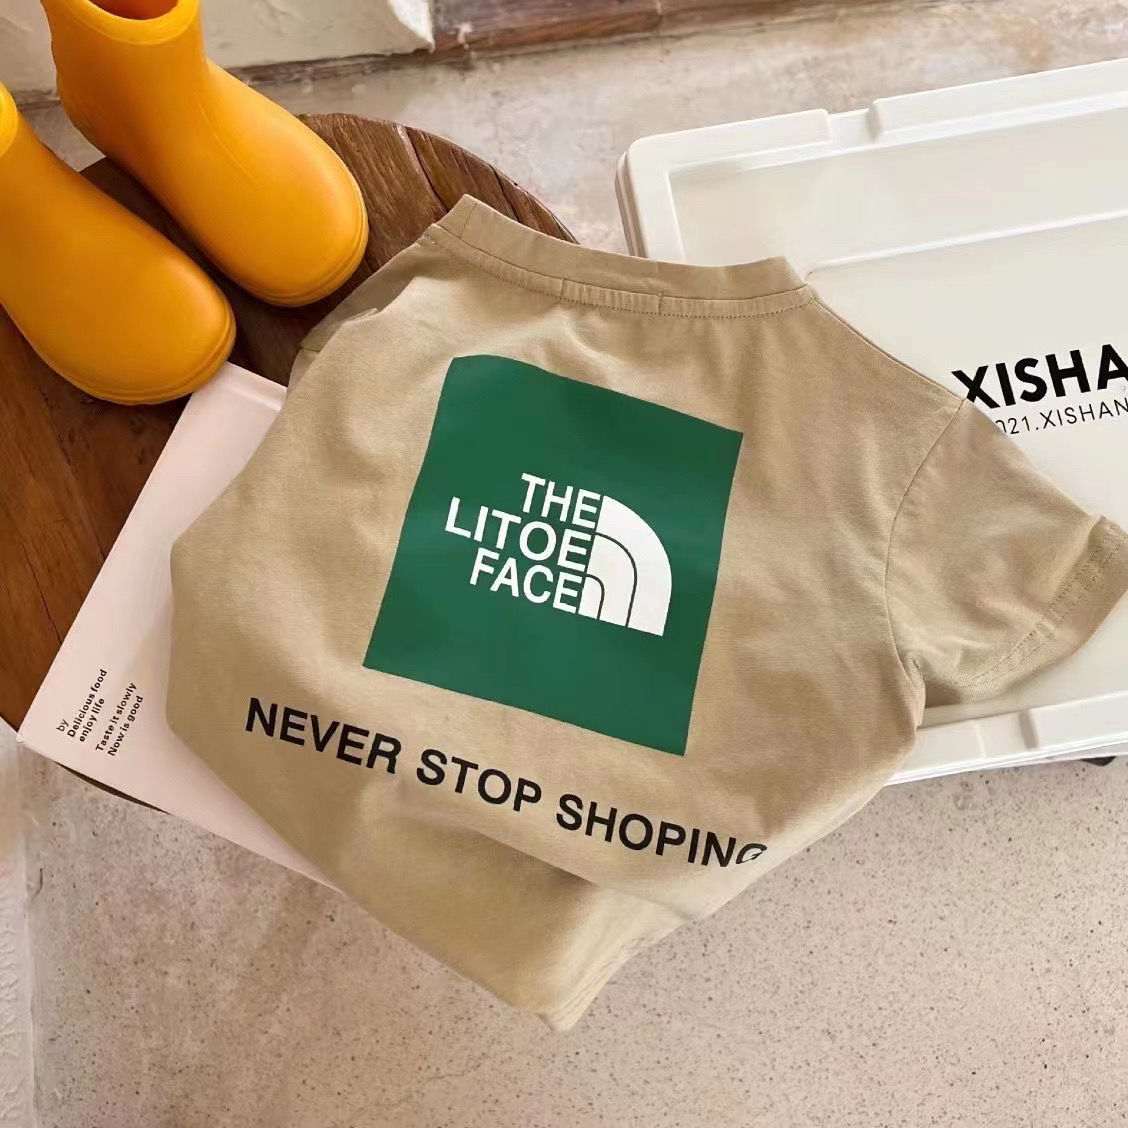 XISHA
2021.XISHAN
THE
LITOE
FACE
NEVER STOP SHOPING
by
Delicious food
enjoy life
Taste it slowly
Now is good